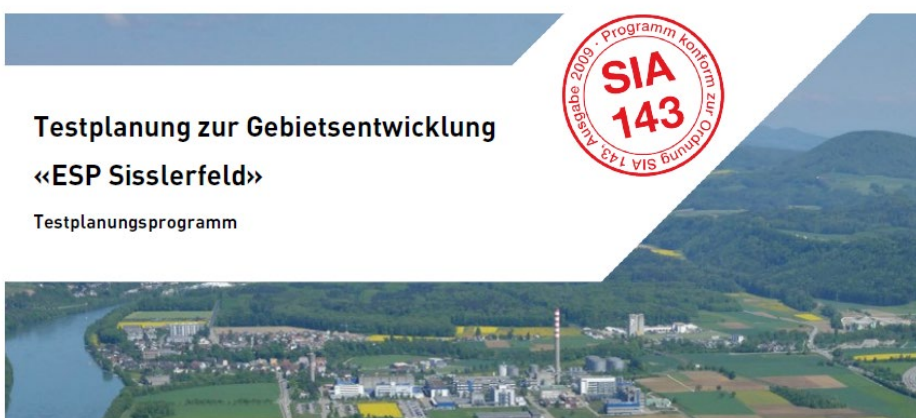 Testplanung zur Gebietsentwicklung
«ESP Sisslerfeld»
Testplanungsprogramm
SIA
143
Programm konform zur Ordnung SIA 143, Ausgabe 2009 ·